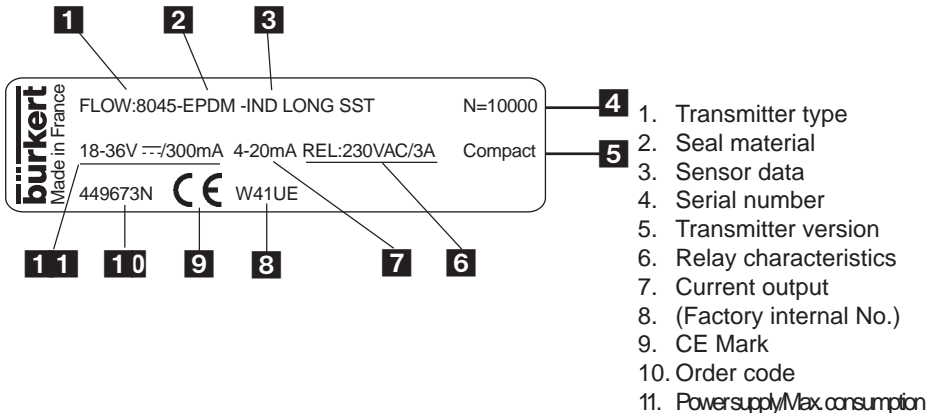 1 2 3
bürkert
Made in France
FLOW:8045-EPDM -IND LONG SST N=10000
18-36V ⎓/300mA 4-20mA REL:230VAC/3A Compact
449673N CE W41UE
4
5
11 10 9 8 7 6
1. Transmitter type
2. Seal material
3. Sensor data
4. Serial number
5. Transmitter version
6. Relay characteristics
7. Current output
8. (Factory internal No.)
9. CE Mark
10. Order code
11. Power supply/Max. consumption